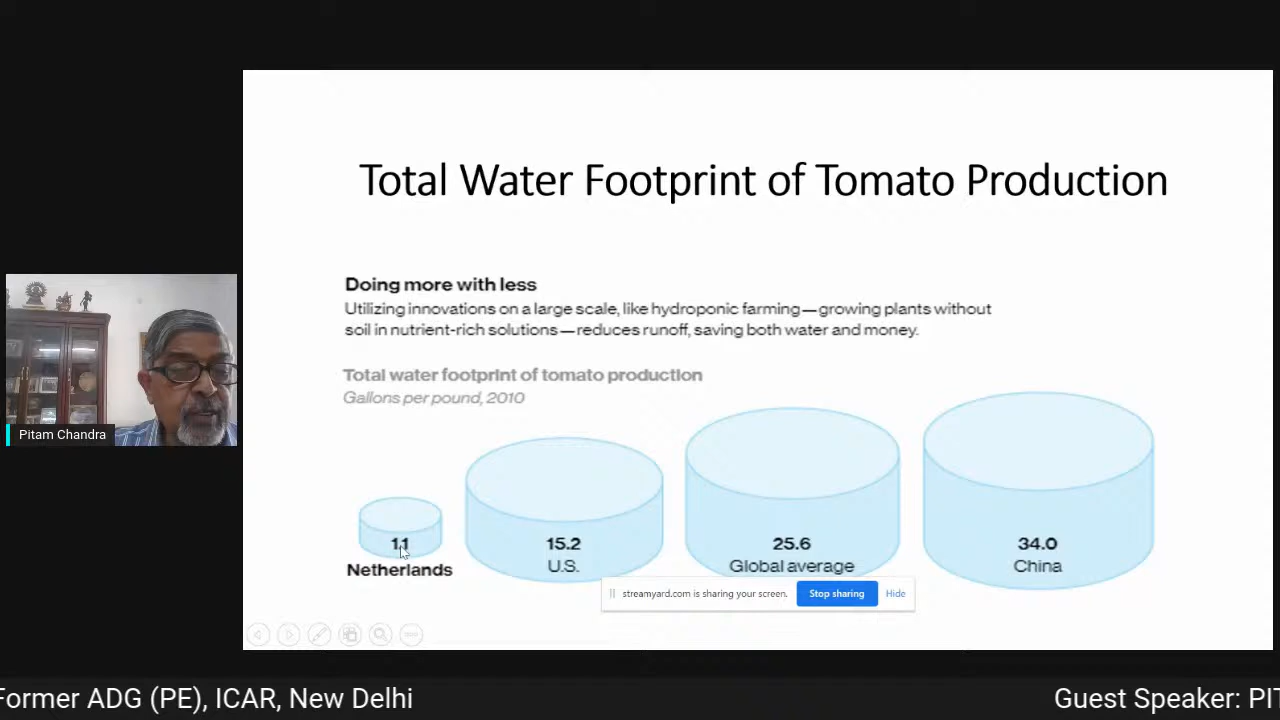 Total Water Footprint of Tomato Production
Doing more with less
Utilizing innovations on a large scale, like hydroponic farming—growing plants without
soil in nutrient-rich solutions—reduces runoff, saving both water and money.
Total water footprint of tomato production
Gallons per pound, 2010
Pitam Chandra
1.1
Netherlands
15.2
U.S.
25.6
Global average
34.0
China
streamyard.com is sharing your screen.
Stop sharing
Hide
Former ADG (PE), ICAR, New Delhi
Guest Speaker: PIT